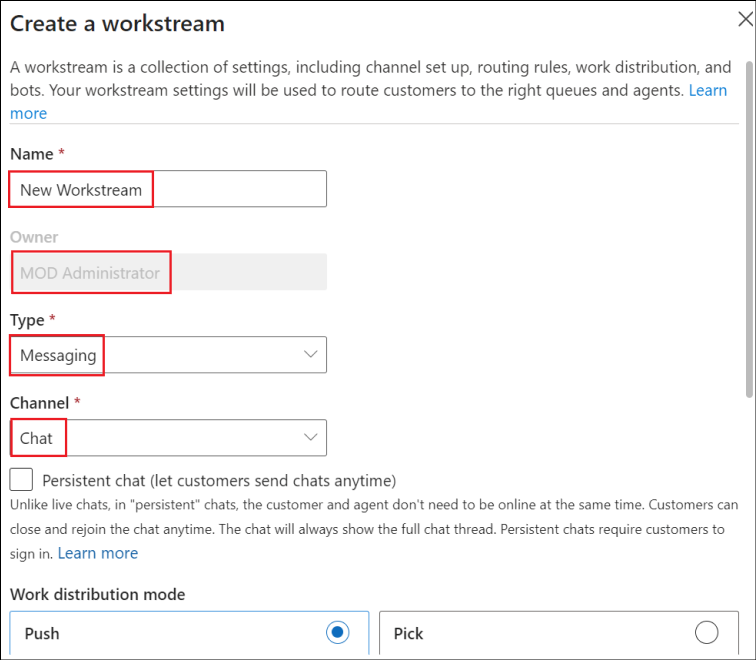 Create a workstream
A workstream is a collection of settings, including channel set up, routing rules, work distribution, and
bots. Your workstream settings will be used to route customers to the right queues and agents. Learn
more
Name *
New Workstream
Owner
MOD Administrator
Type *
Messaging
Channel *
Chat
Persistent chat (let customers send chats anytime)
Unlike live chats, in "persistent" chats, the customer and agent don't need to be online at the same time. Customers can
close and rejoin the chat anytime. The chat will always show the full chat thread. Persistent chats require customers to
sign in. Learn more
Work distribution mode
Push
Pick